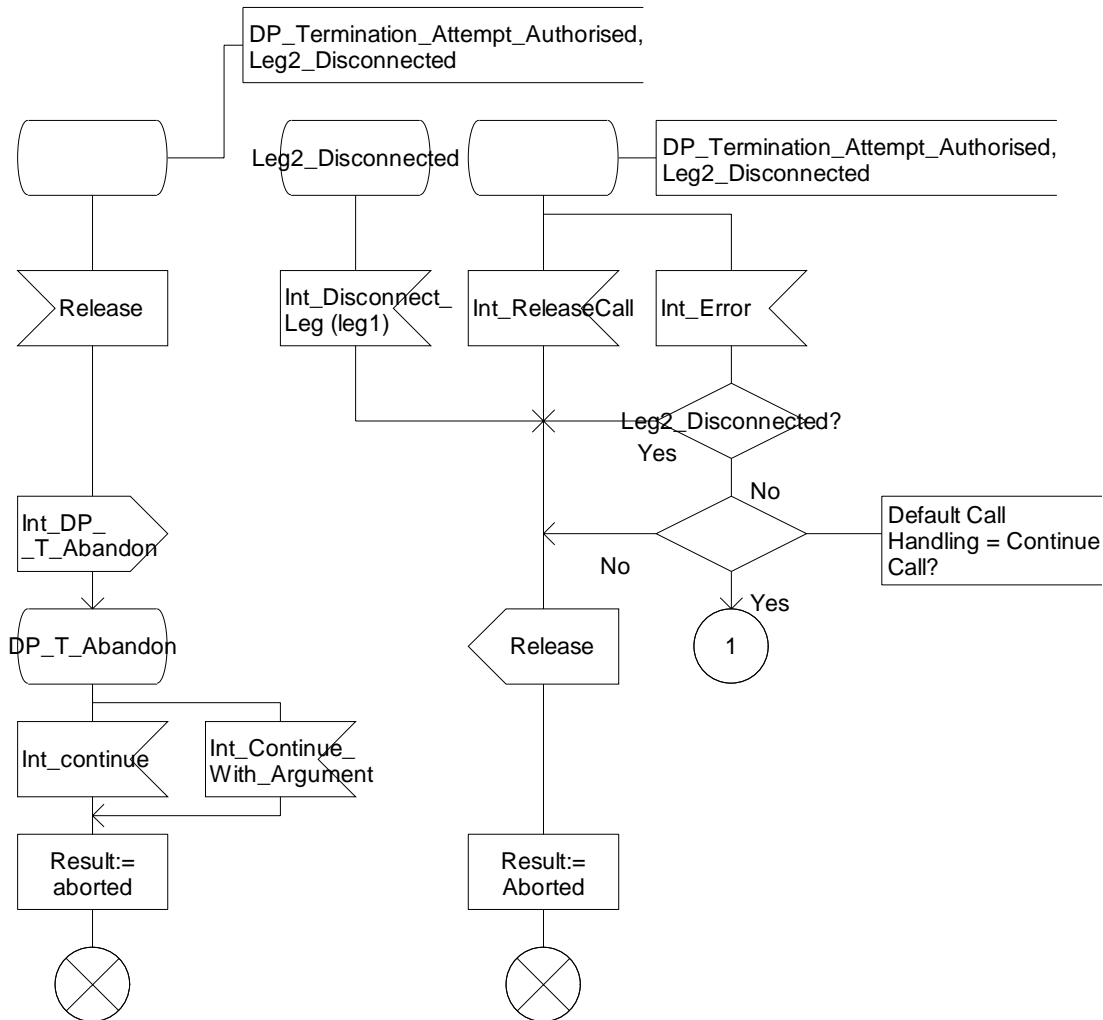 DP_Termination_Attempt_Authorised,
Leg2_Disconnected
Leg2_Disconnected
DP_Termination_Attempt_Authorised,
Leg2_Disconnected
Release
Int_Disconnect_
Leg (leg1)
Int_ReleaseCall
Int_Error
Leg2_Disconnected?
Yes
No
Int_DP_
_T_Abandon
Default Call
Handling = Continue
Call?
No
Yes
DP_T_Abandon
Release
1
Int_continue
Int_Continue_
With_Argument
Result:=
aborted
Result:=
Aborted